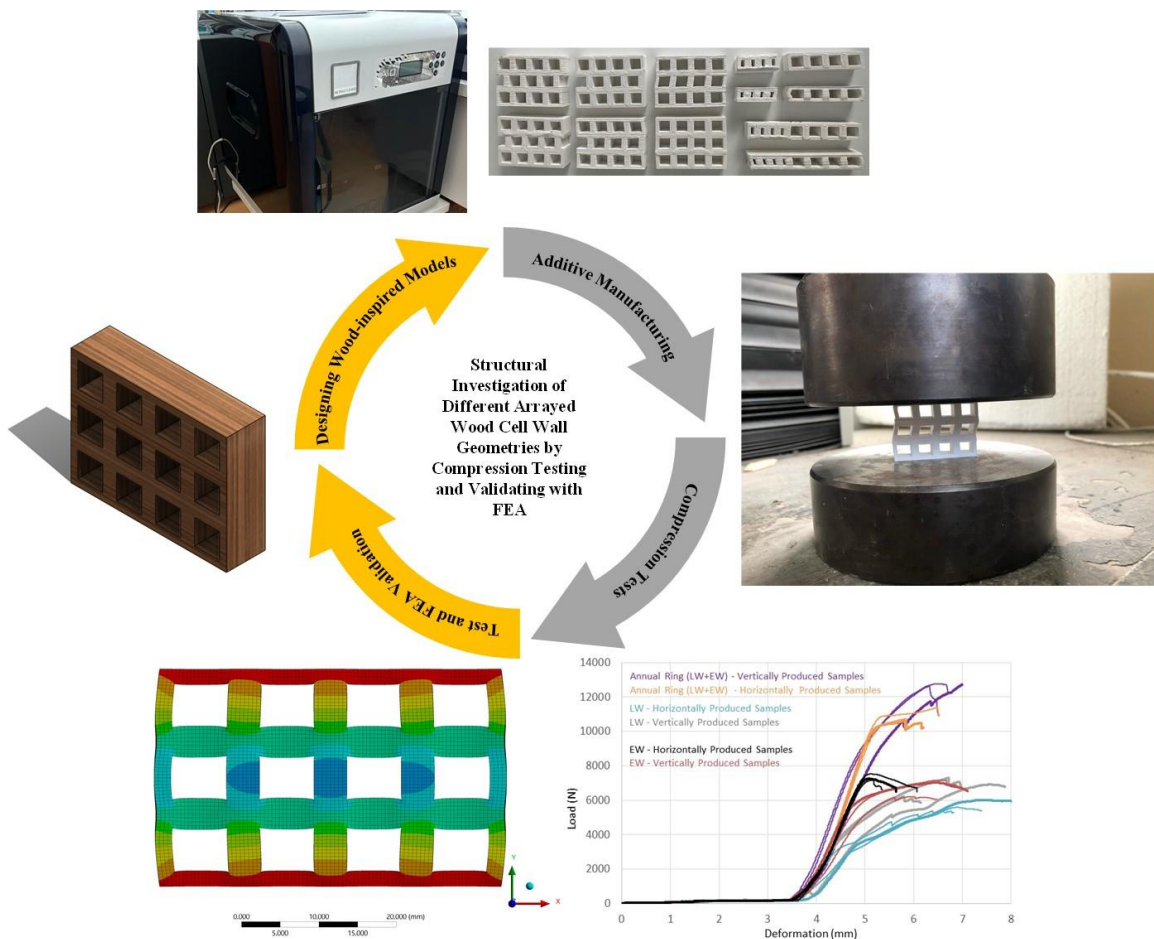 Designing Wood-inspired Models
Additive Manufacturing
Compression Tests
Test and FEA Validation
Structural
Investigation of
Different Arrayed
Wood Cell Wall
Geometries by
Compression Testing
and Validating with
FEA
0.000
10.000
20.000 (mm)
5.000
15.000
Y
X
14000
12000
10000
8000
6000
4000
2000
0
Load (N)
Annual Ring (LW+EW) - Vertically Produced Samples
Annual Ring (LW+EW) - Horizontally Produced Samples
LW - Horizontally Produced Samples
LW - Vertically Produced Samples
EW - Horizontally Produced Samples
EW - Vertically Produced Samples
0 1 2 3 4 5 6 7 8
Deformation (mm)